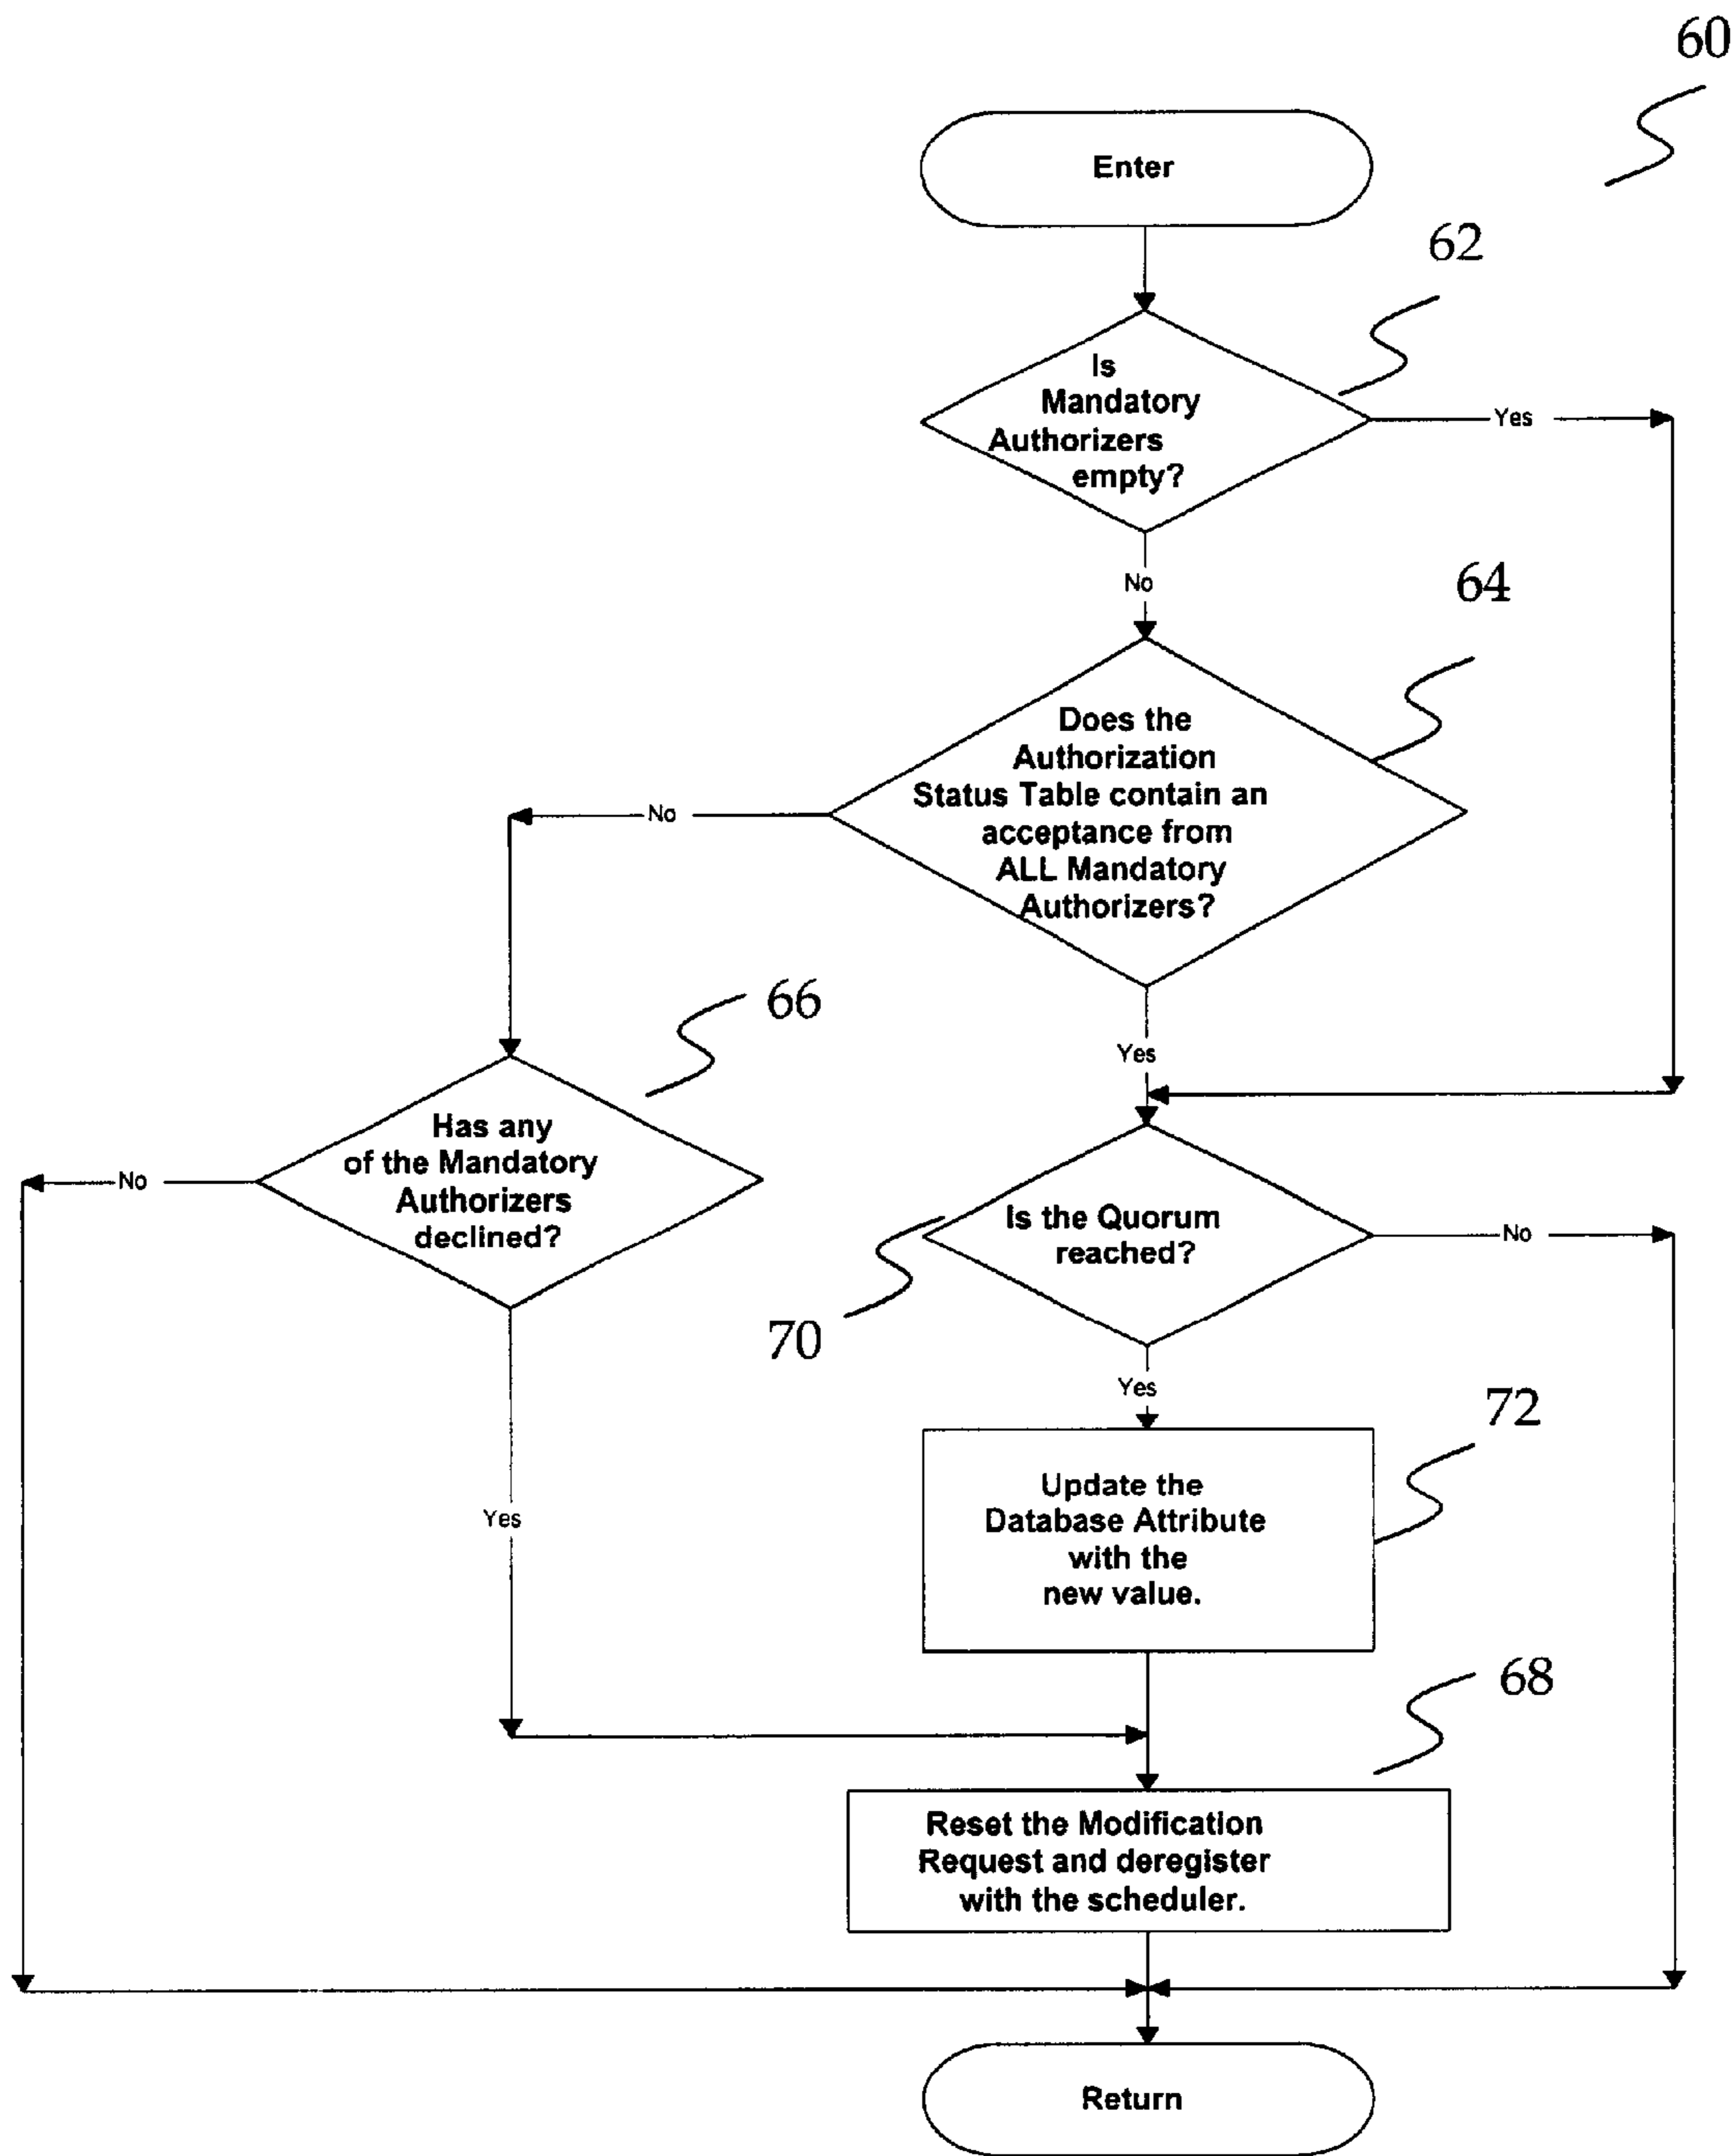 60
Enter
62
Is
Mandatory
Authorizers
empty?
Yes
No
64
Does the
Authorization
Status Table contain an
acceptance from
ALL Mandatory
Authorizers?
No
Yes
66
Has any
of the Mandatory
Authorizers
declined?
No
Yes
Is the Quorum
reached?
No
70
Yes
72
Update the
Database Attribute
with the
new value.
68
Reset the Modification
Request and deregister
with the scheduler.
Return